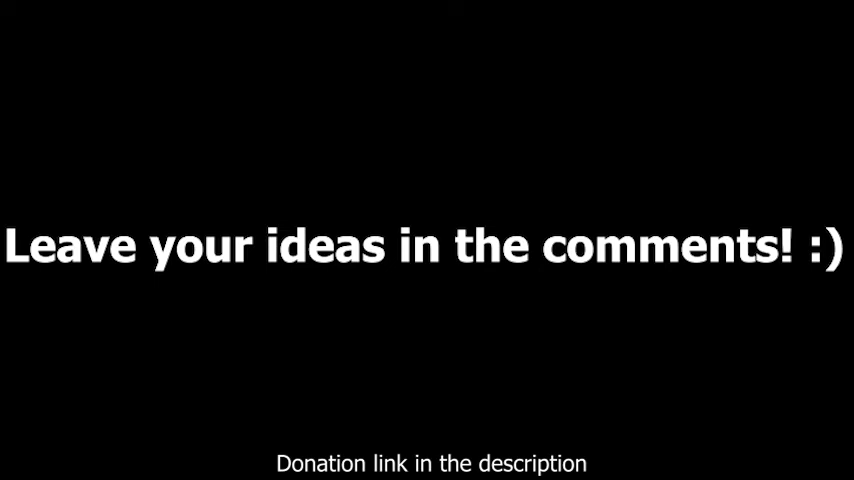 Leave your ideas in the comments! :)
Donation link in the description